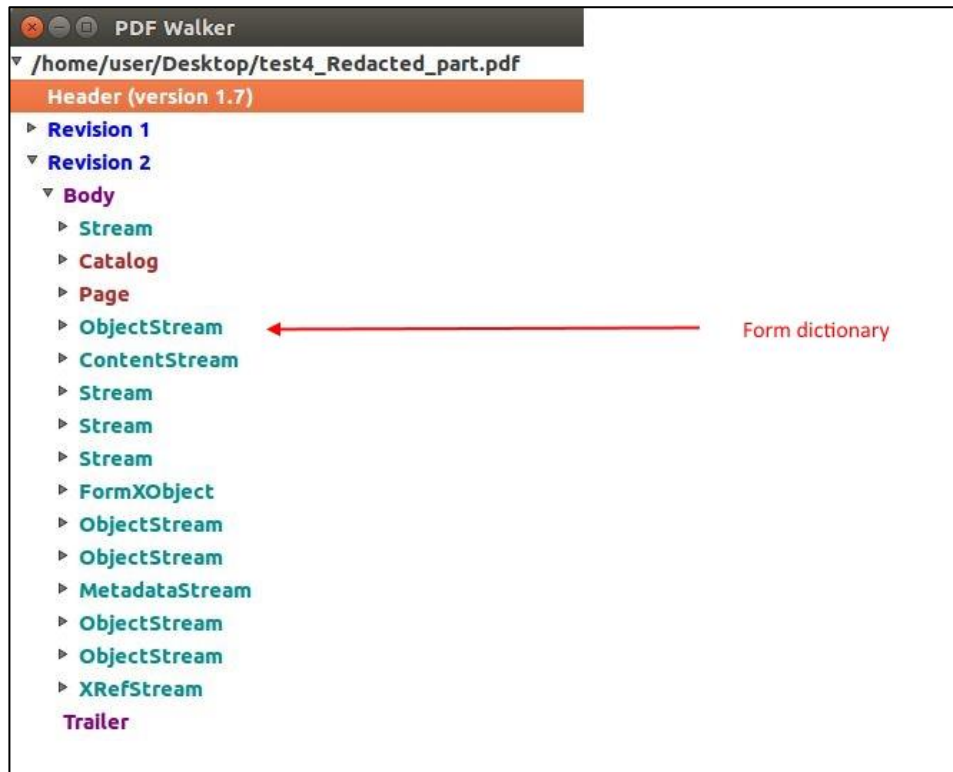 PDF Walker
/home/user/Desktop/test4_Redacted_part.pdf
Header (version 1.7)
Revision 1
Revision 2
Body
Stream
Catalog
Page
ObjectStream Form dictionary
ContentStream
Stream
Stream
Stream
FormXObject
ObjectStream
ObjectStream
MetadataStream
ObjectStream
ObjectStream
XRefStream
Trailer